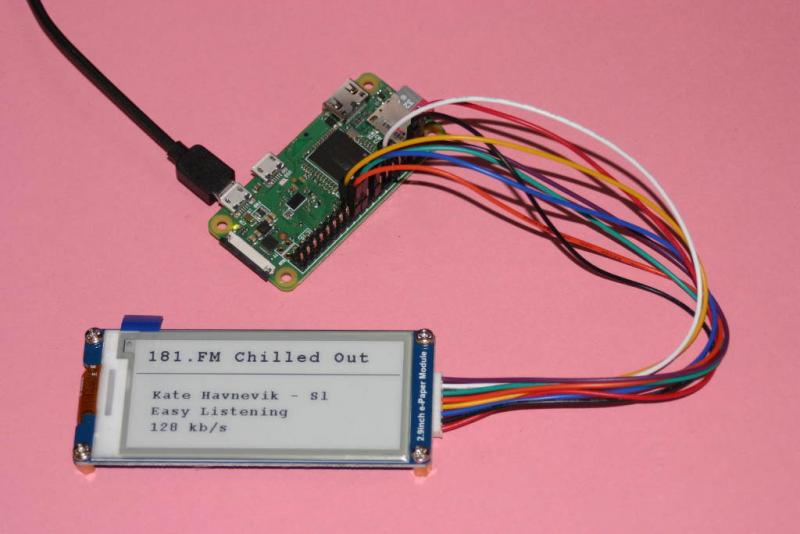 181.FM Chilled Out
Kate Havnevik - Sl
Easy Listening
128 kb/s
2.9inch e-Paper Module